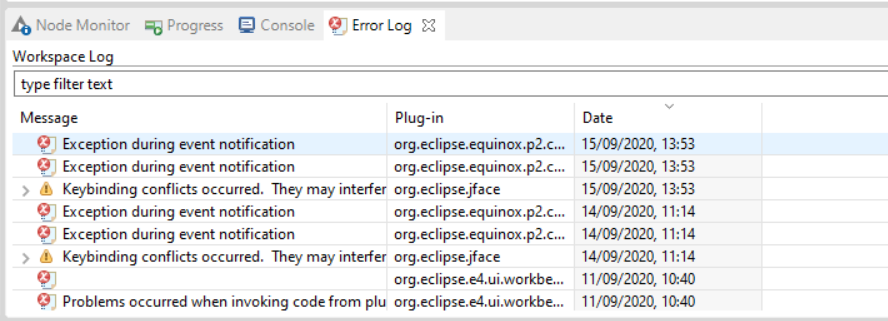 Node Monitor Progress Console Error Log
Workspace Log
type filter text
Message Plug-in Date
Exception during event notification org.eclipse.equinox.p2.c... 15/09/2020, 13:53
Exception during event notification org.eclipse.equinox.p2.c... 15/09/2020, 13:53
Keybinding conflicts occurred. They may interfer org.eclipse.jface 15/09/2020, 13:53
Exception during event notification org.eclipse.equinox.p2.c... 14/09/2020, 11:14
Exception during event notification org.eclipse.equinox.p2.c... 14/09/2020, 11:14
Keybinding conflicts occurred. They may interfer org.eclipse.jface 14/09/2020, 11:14
org.eclipse.e4.ui.workbe... 11/09/2020, 10:40
Problems occurred when invoking code from plu org.eclipse.e4.ui.workbe... 11/09/2020, 10:40